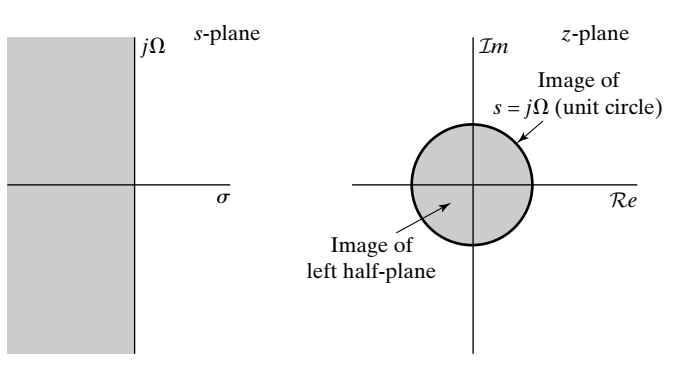 jΩ
s-plane
σ
ℐm
z-plane
Image of
s = jΩ (unit circle)
ℛe
Image of
left half-plane